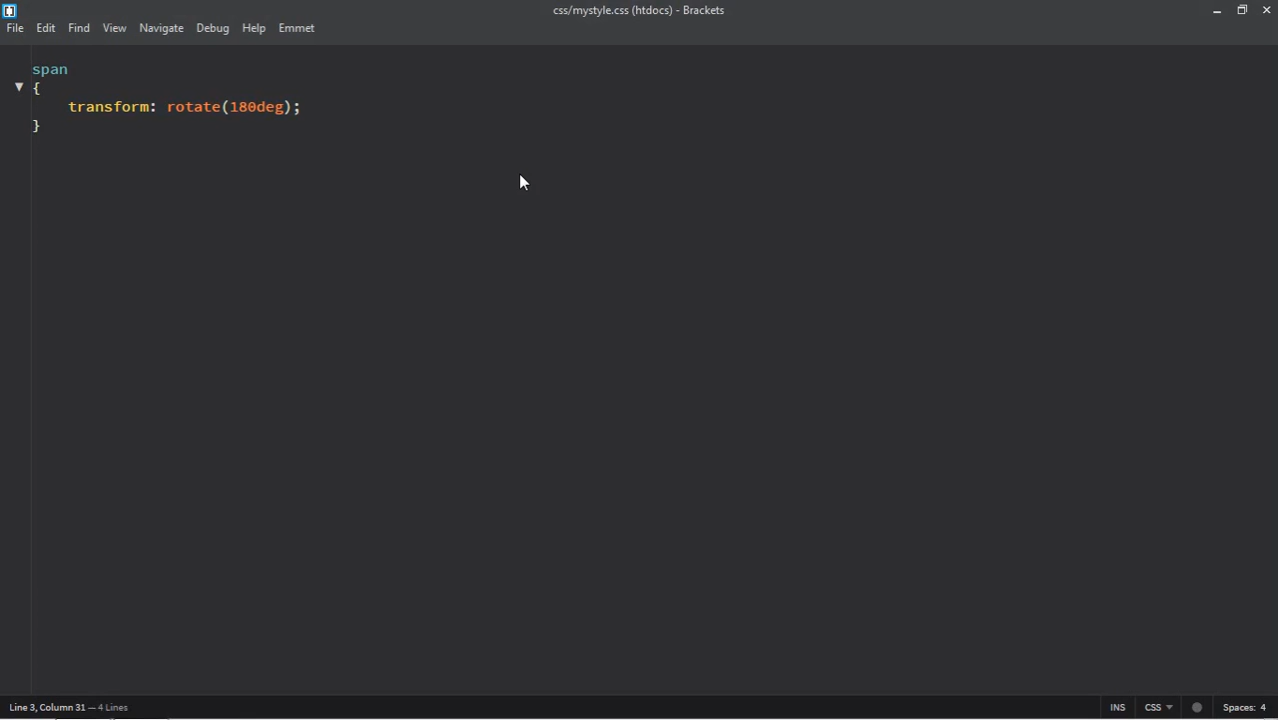 css/mystyle.css (htdocs) - Brackets
File Edit Find View Navigate Debug Help Emmet
span
{
    transform: rotate(180deg);
}
Line 3, Column 31 — 4 Lines
INS CSS Spaces: 4